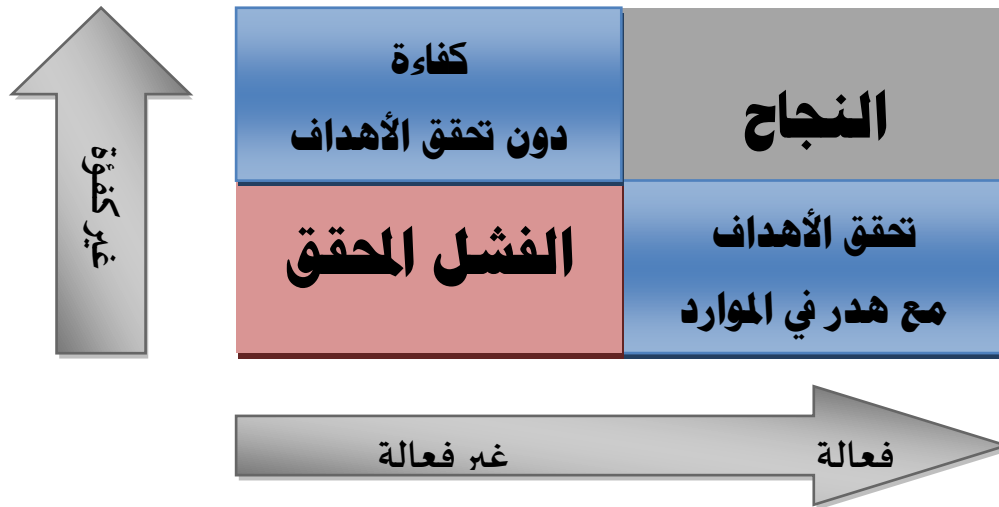 النجاح
كفاءة
دون تحقق الأهداف
تحقق الأهداف
مع هدر في الموارد
الفشل المحقق
غير كفؤة
فعالة
غير فعالة